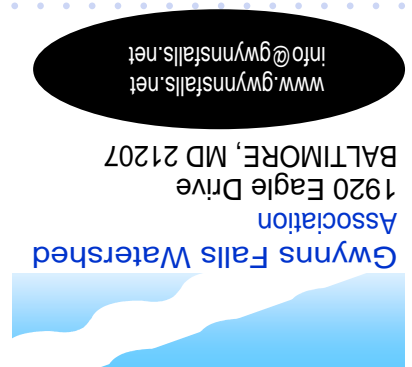 Gwynns Falls Watershed
Association
1920 Eagle Drive
BALTIMORE, MD 21207
www.gwynnsfalls.net
info@gwynnsfalls.net